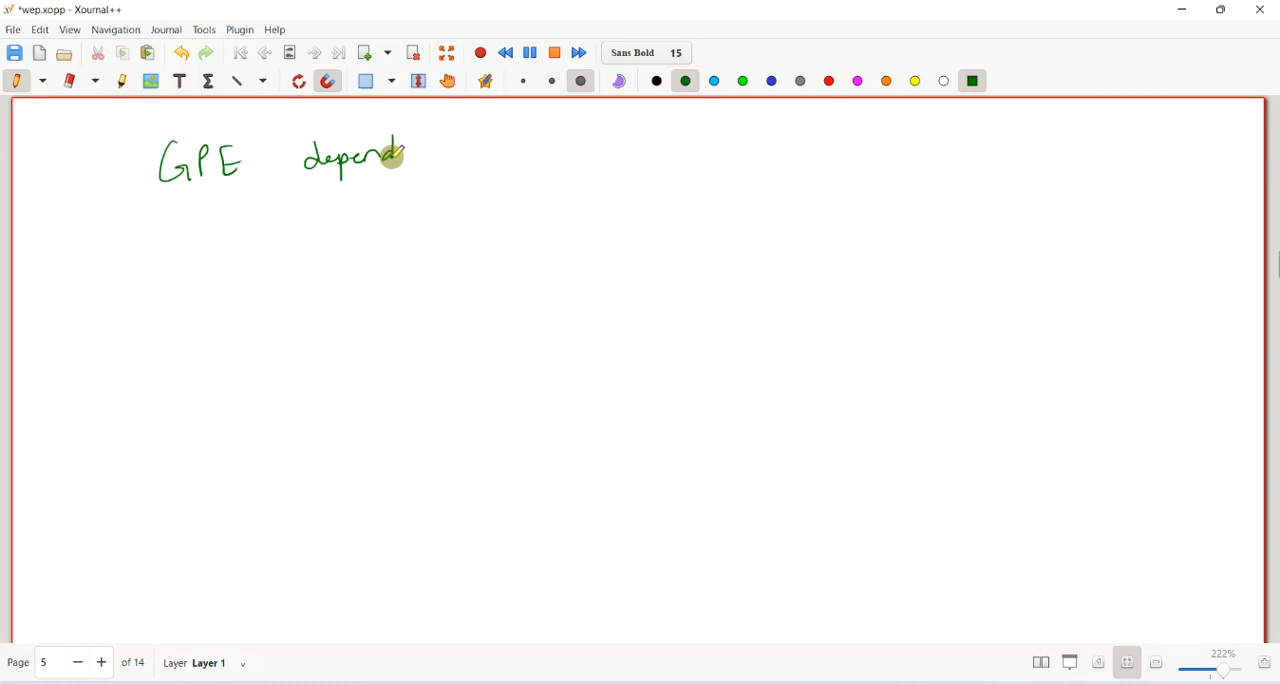 *wep.xopp - Xournal++
File Edit View Navigation Journal Tools Plugin Help
Sans Bold 15
GPE depend
Page 5 of 14 Layer Layer 1 222%